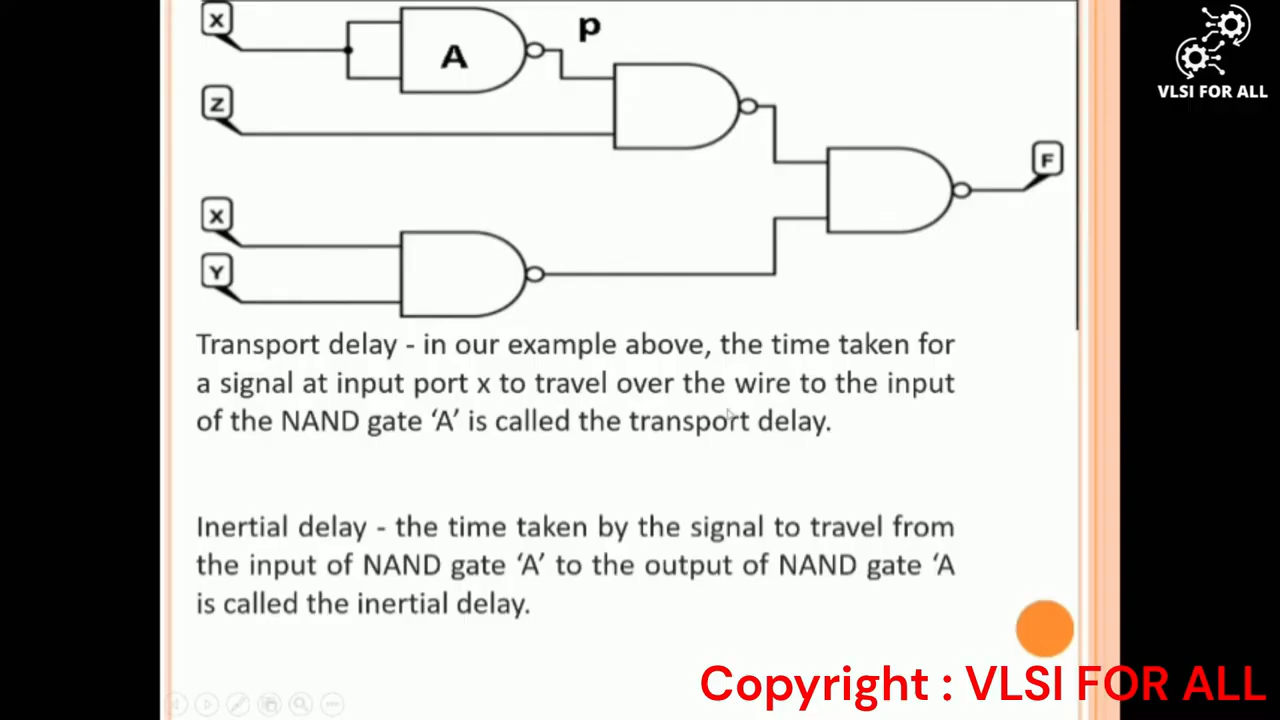 X
p
A
Z
VLSI FOR ALL
F
X
Y
Transport delay - in our example above, the time taken for
a signal at input port x to travel over the wire to the input
of the NAND gate ‘A’ is called the transport delay.
Inertial delay - the time taken by the signal to travel from
the input of NAND gate ‘A’ to the output of NAND gate ‘A
is called the inertial delay.
Copyright : VLSI FOR ALL